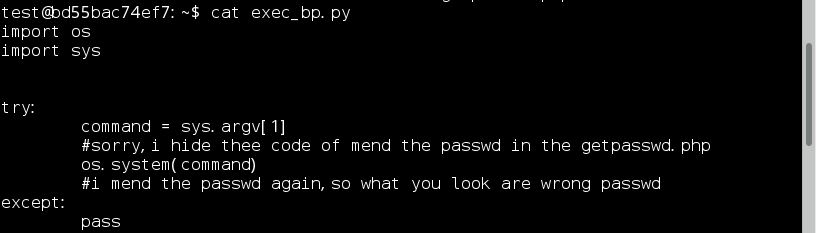 test@bd55bac74ef7:~$ cat exec_bp.py
import os
import sys
try:
command = sys.argv[1]
#sorry,i hide thee code of mend the passwd in the getpasswd.php
os.system(command)
#i mend the passwd again,so what you look are wrong passwd
except:
pass